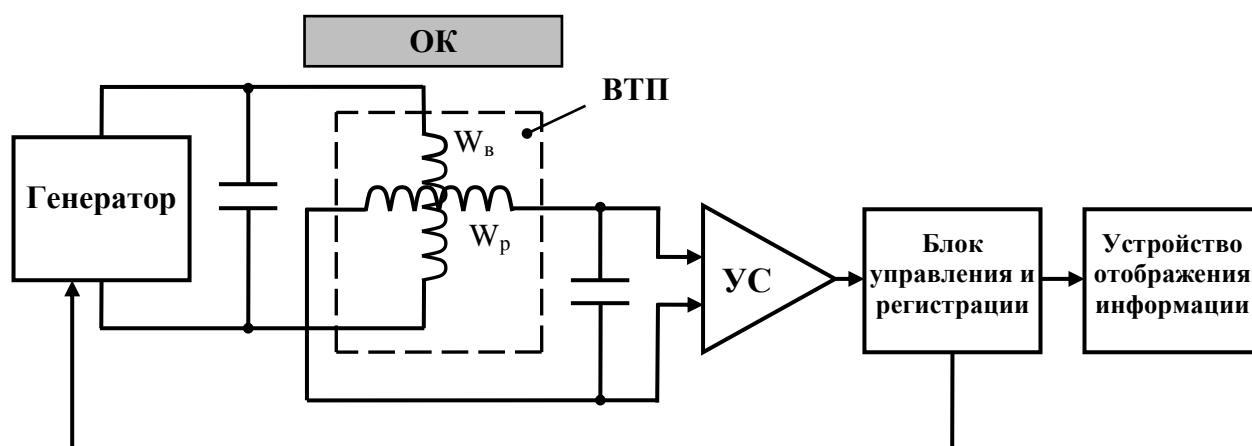 ОК
ВТП
Wв
Генератор
Wр
УС
Блок
управления и
регистрации
Устройство
отображения
информации